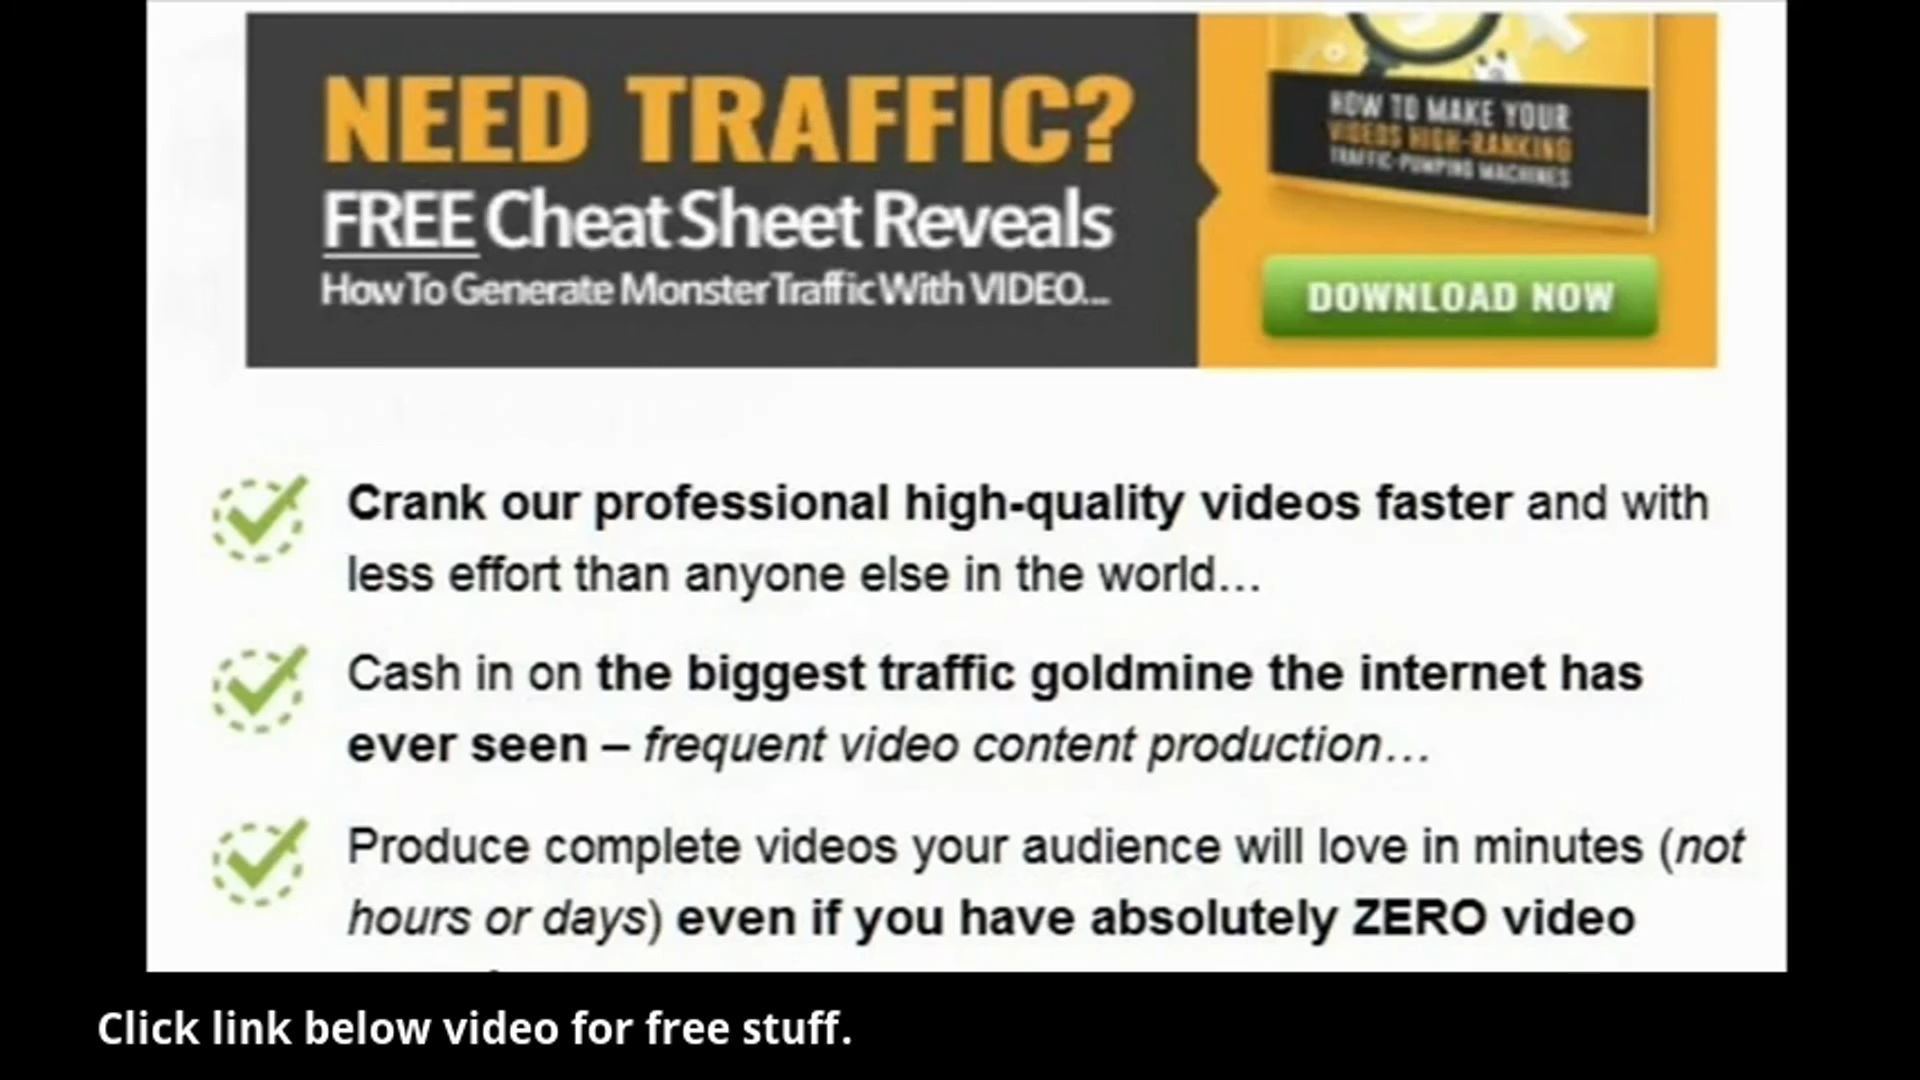 NEED TRAFFIC?
FREE Cheat Sheet Reveals
How To Generate Monster Traffic With VIDEO...
HOW TO MAKE YOUR
VIDEOS HIGH-RANKING
TRAFFIC-PUMPING MACHINES
DOWNLOAD NOW
Crank our professional high-quality videos faster and with
less effort than anyone else in the world...
Cash in on the biggest traffic goldmine the internet has
ever seen – frequent video content production...
Produce complete videos your audience will love in minutes (not
hours or days) even if you have absolutely ZERO video
Click link below video for free stuff.